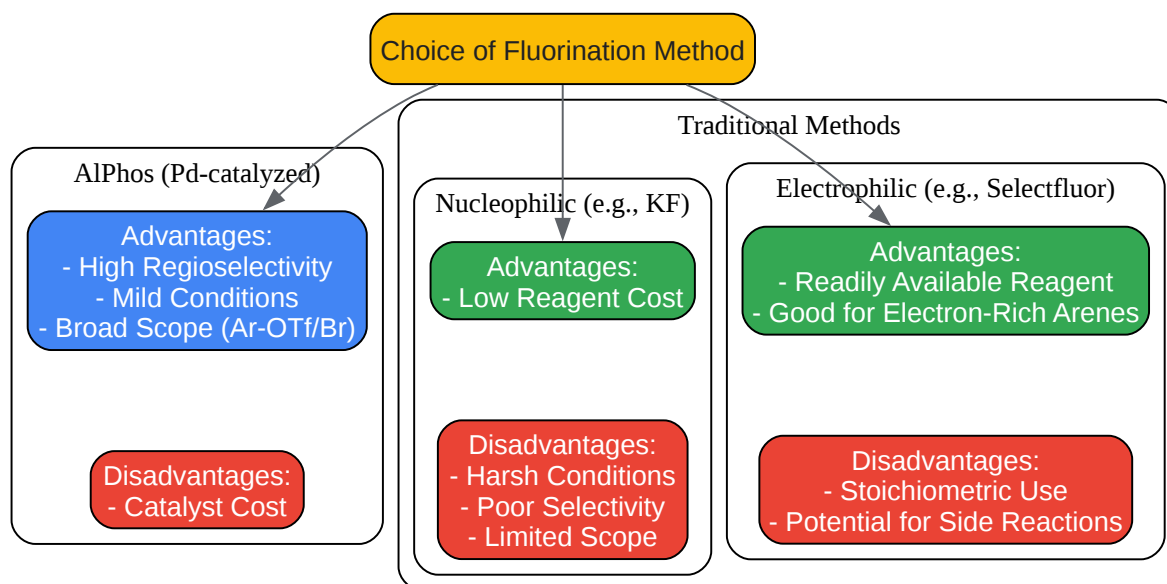 Choice of Fluorination Method
Traditional Methods
AlPhos (Pd-catalyzed)
Advantages:
- High Regioselectivity
- Mild Conditions
- Broad Scope (Ar-OTf/Br)
Disadvantages:
- Catalyst Cost
Nucleophilic (e.g., KF)
Advantages:
- Low Reagent Cost
Disadvantages:
- Harsh Conditions
- Poor Selectivity
- Limited Scope
Electrophilic (e.g., Selectfluor)
Advantages:
- Readily Available Reagent
- Good for Electron-Rich Arenes
Disadvantages:
- Stoichiometric Use
- Potential for Side Reactions